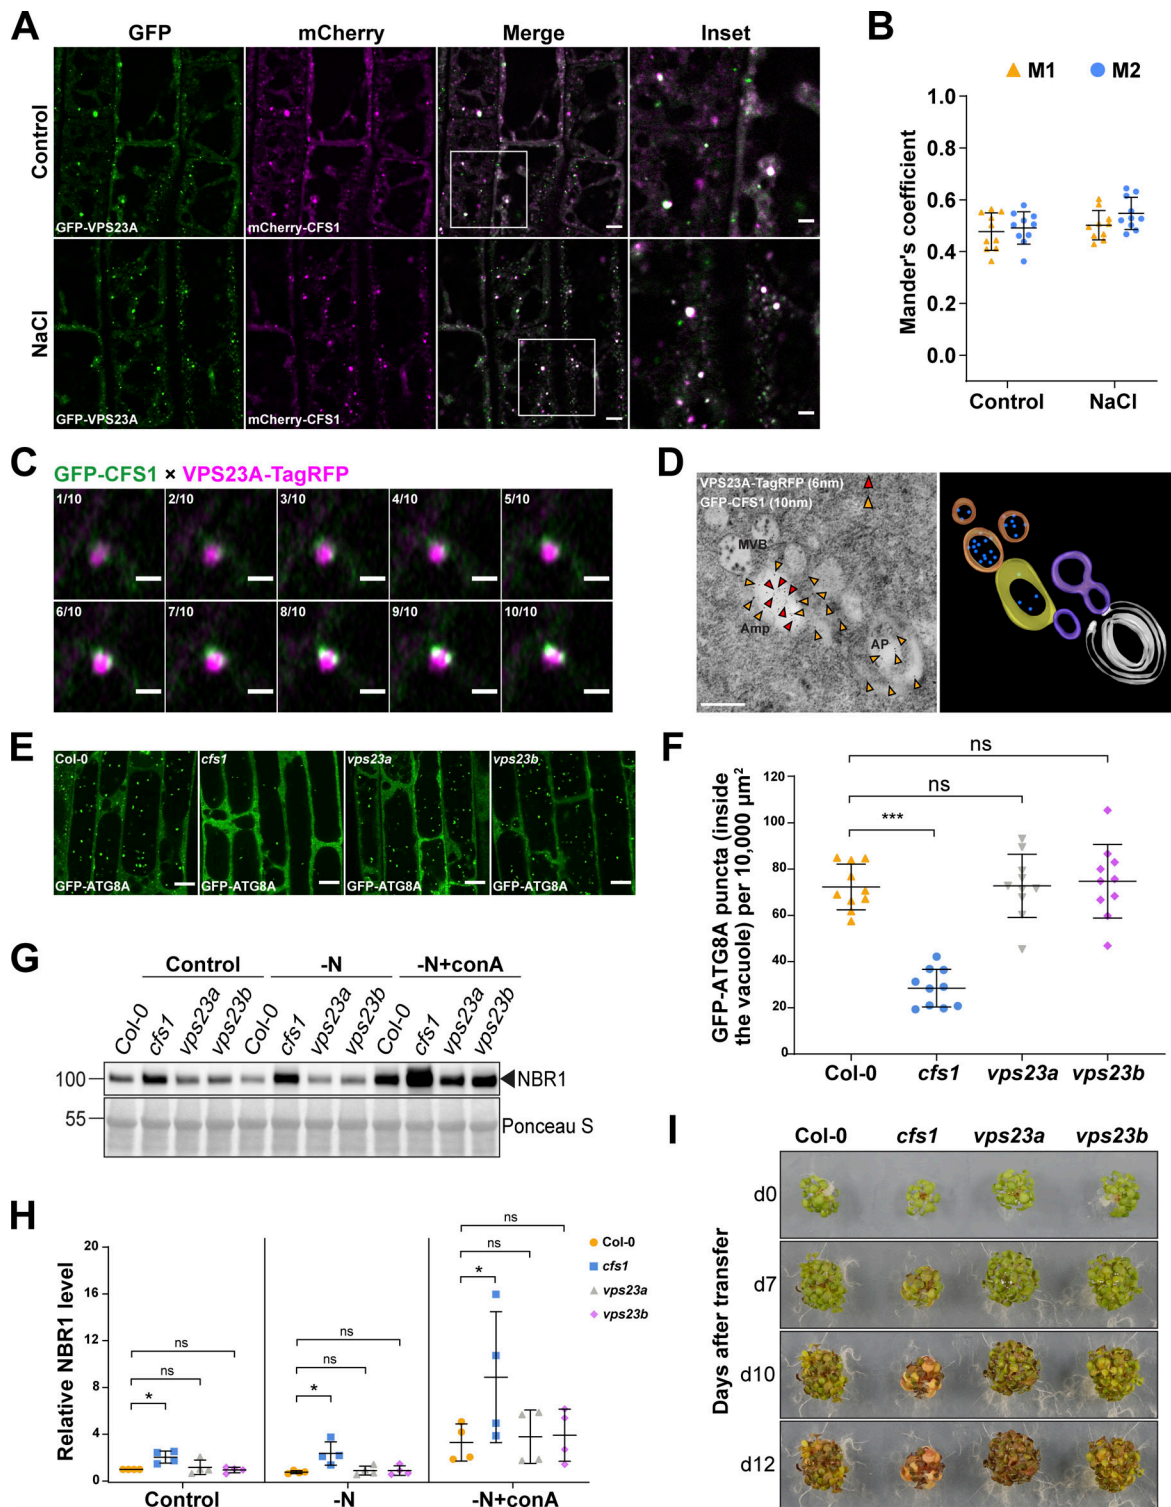 A
GFP
mCherry
Merge
Inset
Control
GFP-VPS23A
mCherry-CFS1
NaCl
GFP-VPS23A
mCherry-CFS1
B
M1
M2
Mander's coefficient
1.0
0.8
0.6
0.4
0.2
0.0
Control
NaCl
C
GFP-CFS1 × VPS23A-TagRFP
1/10
2/10
3/10
4/10
5/10
6/10
7/10
8/10
9/10
10/10
D
VPS23A-TagRFP (6nm)
GFP-CFS1 (10nm)
MVB
Amp
AP
E
Col-0
cfs1
vps23a
vps23b
GFP-ATG8A
GFP-ATG8A
GFP-ATG8A
GFP-ATG8A
F
GFP-ATG8A puncta (inside
the vacuole) per 10,000 µm²
120
100
80
60
40
20
0
ns
ns
***
Col-0
cfs1
vps23a
vps23b
G
Control
-N
-N+conA
Col-0
cfs1
vps23a
vps23b
Col-0
cfs1
vps23a
vps23b
Col-0
cfs1
vps23a
vps23b
100
NBR1
55
Ponceau S
H
Relative NBR1 level
20
16
12
8
4
0
ns
ns
*
ns
ns
*
ns
ns
*
Col-0
cfs1
vps23a
vps23b
Control
-N
-N+conA
I
Col-0
cfs1
vps23a
vps23b
Days after transfer
d0
d7
d10
d12